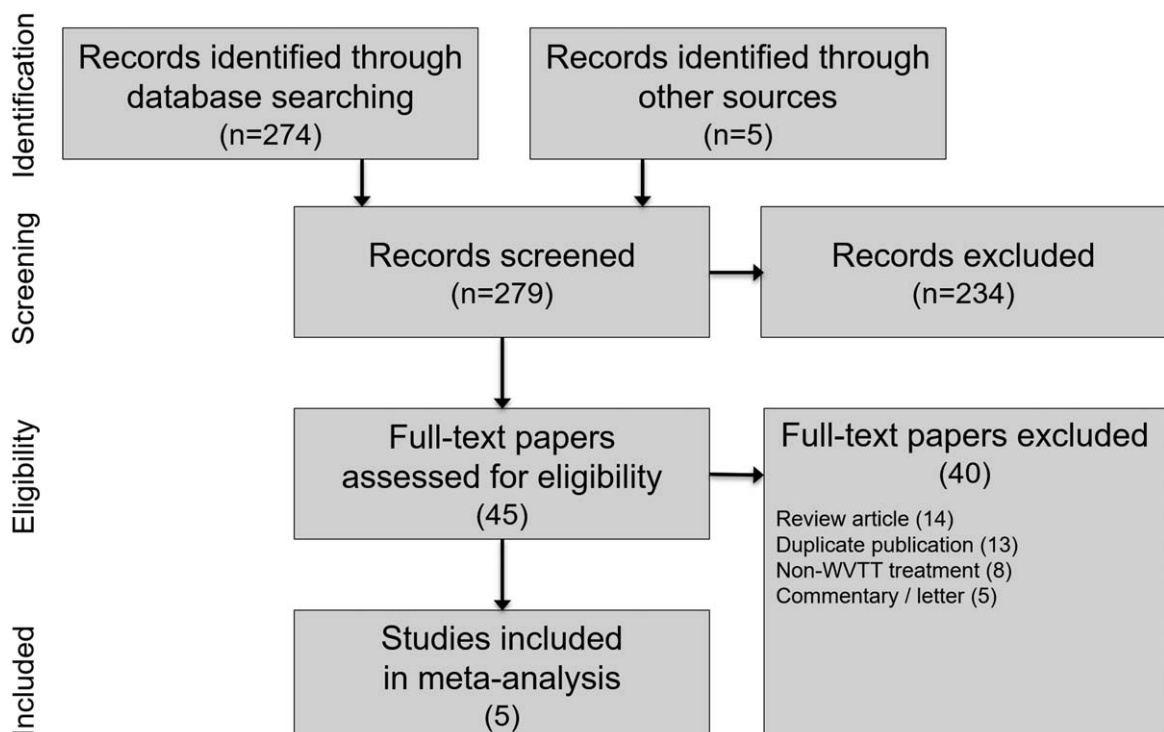 Identification
Records identified through
database searching
(n=274)
Records identified through
other sources
(n=5)
Screening
Records screened
(n=279)
Records excluded
(n=234)
Eligibility
Full-text papers
assessed for eligibility
(45)
Full-text papers excluded
(40)
Review article (14)
Duplicate publication (13)
Non-WVTT treatment (8)
Commentary / letter (5)
Included
Studies included
in meta-analysis
(5)